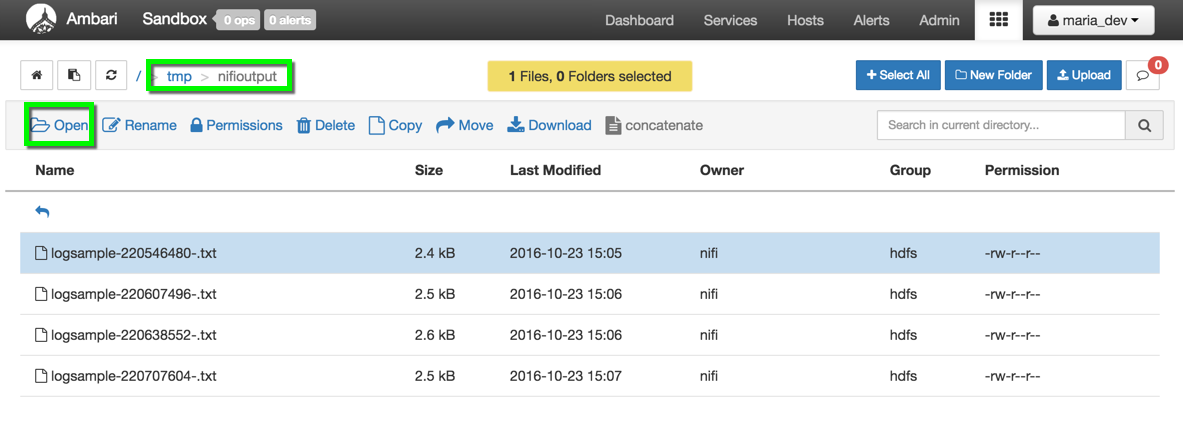 Ambari Sandbox 0 ops 0 alerts Dashboard Services Hosts Alerts Admin maria_dev
/ > tmp > nifioutput 1 Files, 0 Folders selected + Select All New Folder Upload 0
Open Rename Permissions Delete Copy Move Download concatenate Search in current directory...
Name Size Last Modified Owner Group Permission
logsample-220546480-.txt 2.4 kB 2016-10-23 15:05 nifi hdfs -rw-r--r--
logsample-220607496-.txt 2.5 kB 2016-10-23 15:06 nifi hdfs -rw-r--r--
logsample-220638552-.txt 2.6 kB 2016-10-23 15:06 nifi hdfs -rw-r--r--
logsample-220707604-.txt 2.5 kB 2016-10-23 15:07 nifi hdfs -rw-r--r--